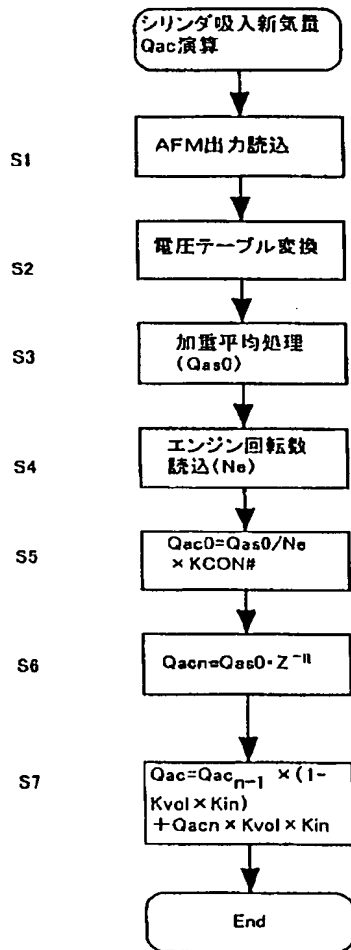 シリンダ吸入新気量
Qac演算
S1
AFM出力読込
S2
電圧テーブル変換
S3
加重平均処理
(Qas0)
S4
エンジン回転数
読込(Ne)
S5
Qac0=Qas0/Ne
× KCON#
S6
Qacn=Qas0・Z⁻ⁿ
S7
Qac=Qacₙ₋₁ ×(1-
Kvol×Kin)
+Qacn×Kvol×Kin
End